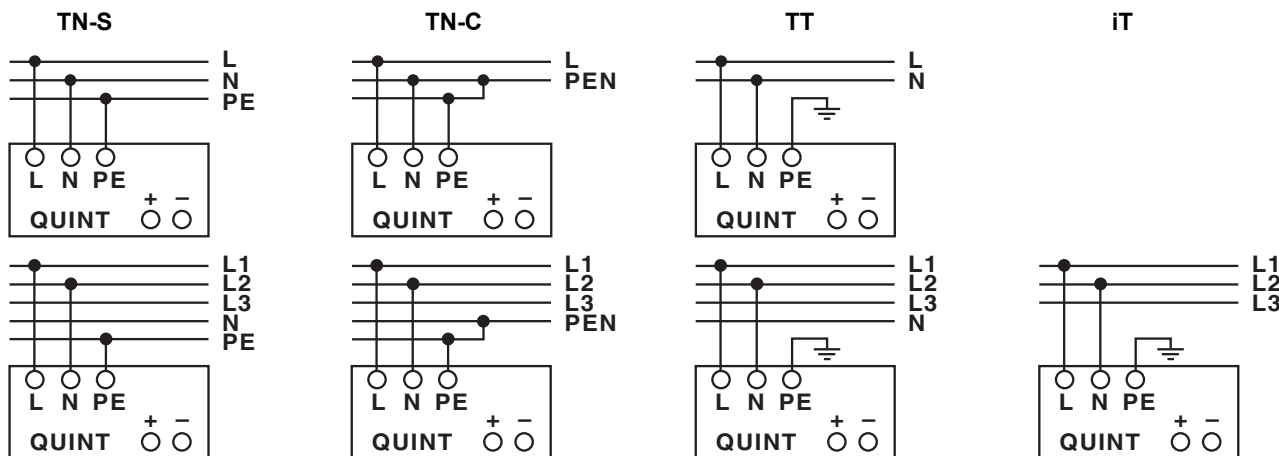 TN-S
L
N
PE
L N PE
+ –
QUINT
TN-C
L
PEN
L N PE
+ –
QUINT
TT
L
N
L N PE
+ –
QUINT
iT
L1
L2
L3
N
PE
L N PE
+ –
QUINT
L1
L2
L3
PEN
L N PE
+ –
QUINT
L1
L2
L3
N
L N PE
+ –
QUINT
L1
L2
L3
L N PE
+ –
QUINT